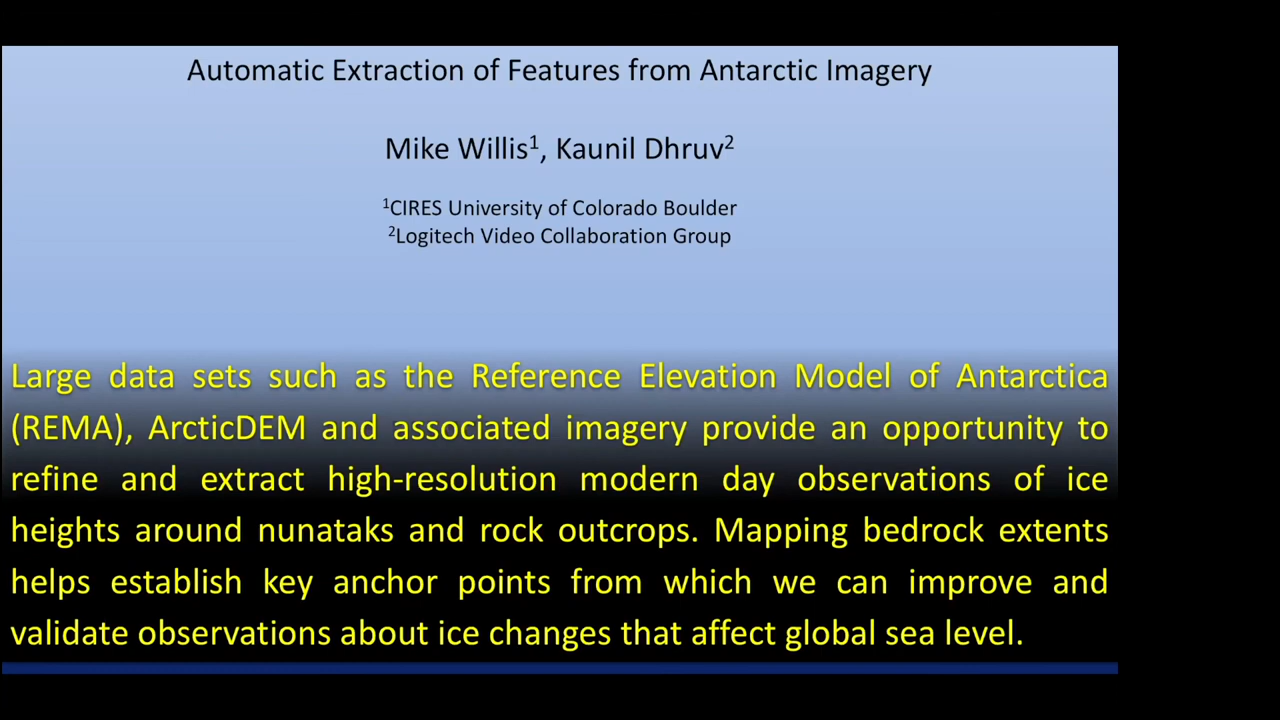 Automatic Extraction of Features from Antarctic Imagery
Mike Willis¹, Kaunil Dhruv²
¹CIRES University of Colorado Boulder
²Logitech Video Collaboration Group
Large data sets such as the Reference Elevation Model of Antarctica
(REMA), ArcticDEM and associated imagery provide an opportunity to
refine and extract high-resolution modern day observations of ice
heights around nunataks and rock outcrops. Mapping bedrock extents
helps establish key anchor points from which we can improve and
validate observations about ice changes that affect global sea level.